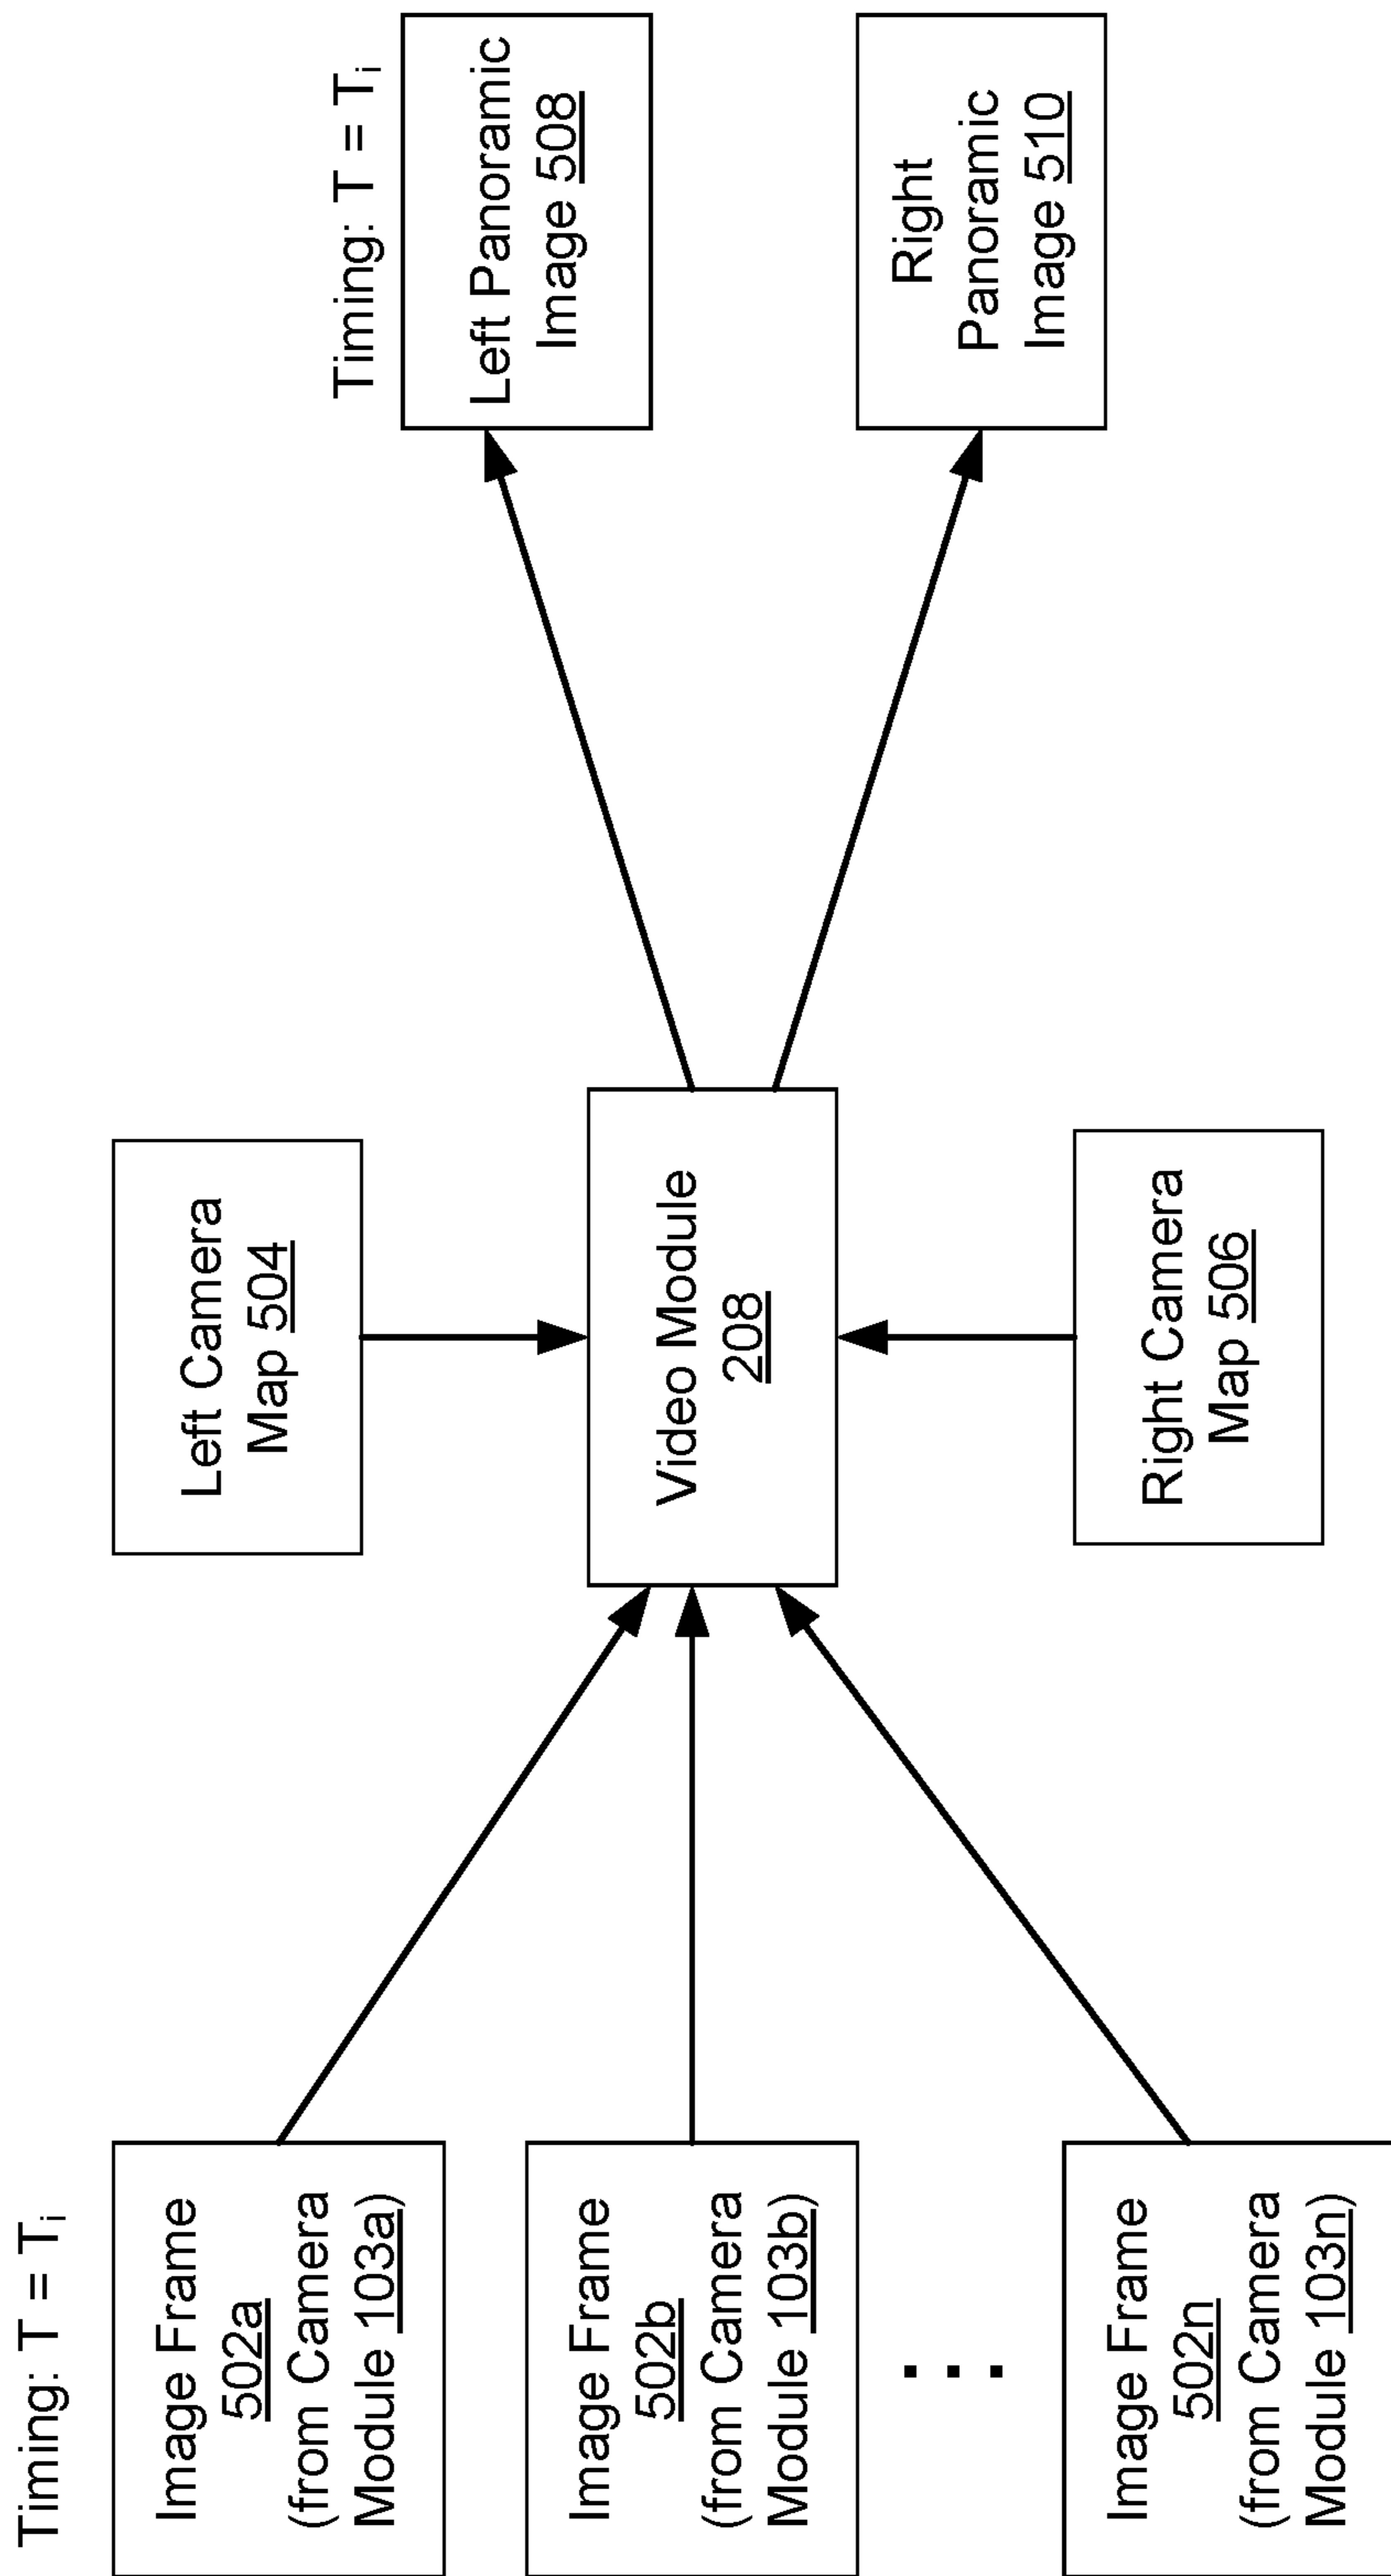 Timing: T = Ti
Image Frame
502a
(from Camera
Module 103a)
Image Frame
502b
(from Camera
Module 103b)
. . .
Image Frame
502n
(from Camera
Module 103n)
Left Camera
Map 504
Video Module
208
Right Camera
Map 506
Timing: T = Ti
Left Panoramic
Image 508
Right
Panoramic
Image 510